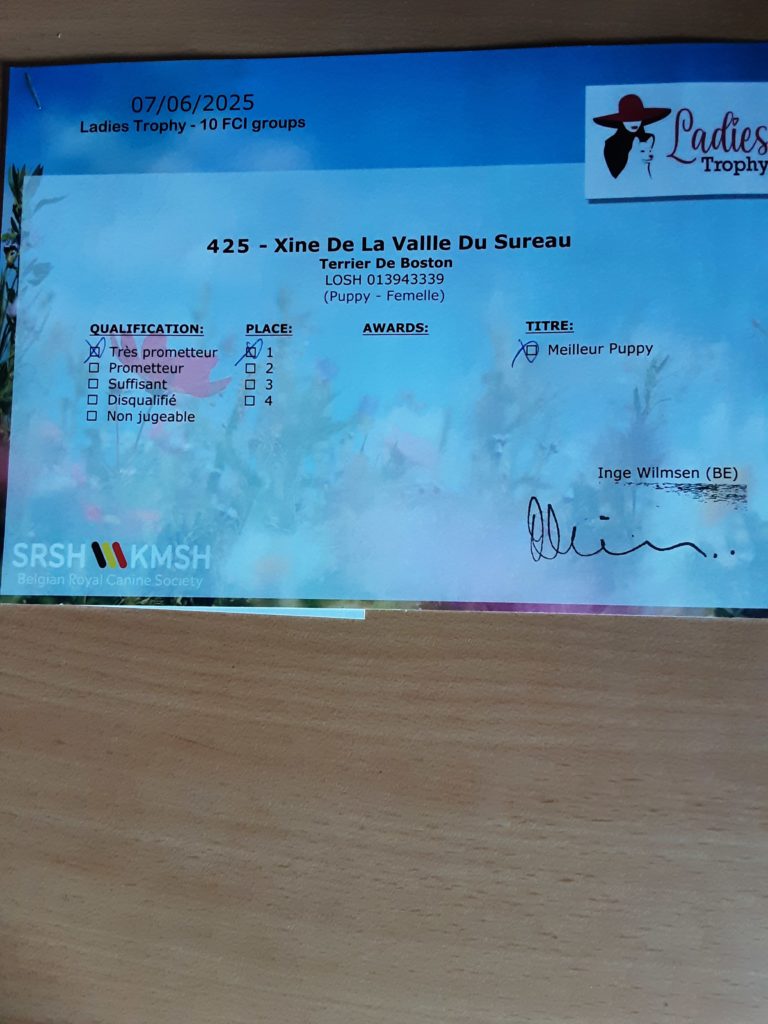 07/06/2025
Ladies Trophy - 10 FCI groups
Ladies
Trophy
425 - Xine De La Vallle Du Sureau
Terrier De Boston
LOSH 013943339
(Puppy - Femelle)
QUALIFICATION: PLACE: AWARDS: TITRE:
Très prometteur 1 Meilleur Puppy
Prometteur 2
Suffisant 3
Disqualifié 4
Non jugeable
Inge Wilmsen (BE)
SRSH KMSH
Belgian Royal Canine Society